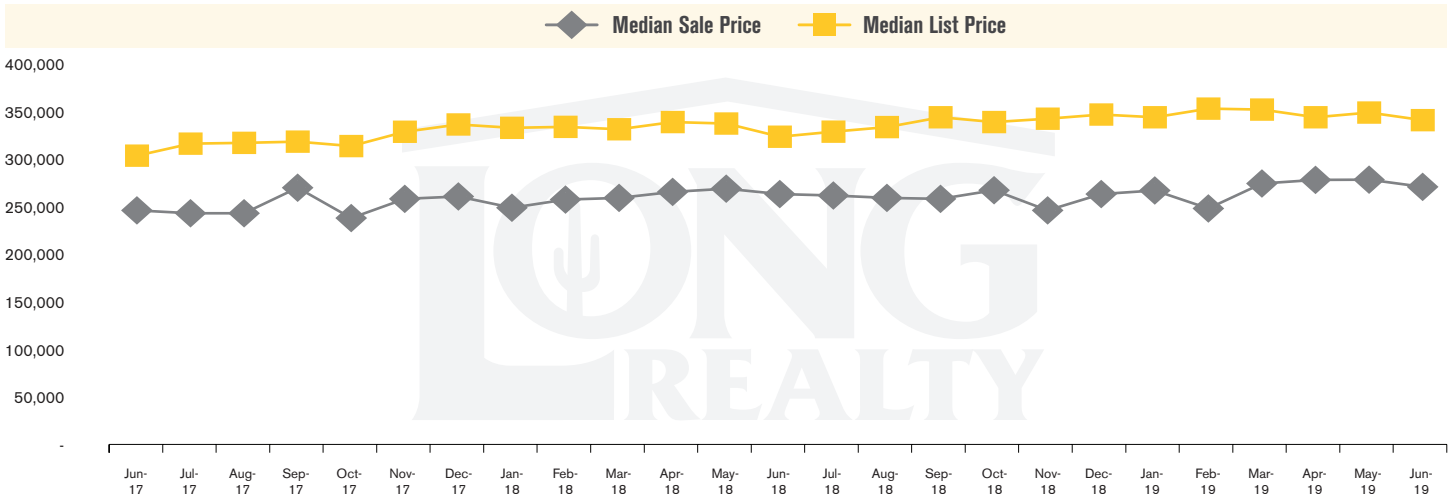 Median Sale Price Median List Price
400,000
350,000
300,000
250,000
200,000
150,000
100,000
50,000
-
LONG
REALTY
Jun- Jul- Aug- Sep- Oct- Nov- Dec- Jan- Feb- Mar- Apr- May- Jun- Jul- Aug- Sep- Oct- Nov- Dec- Jan- Feb- Mar- Apr- May- Jun-
17 17 17 17 17 17 17 18 18 18 18 18 18 18 18 18 18 18 18 19 19 19 19 19 19